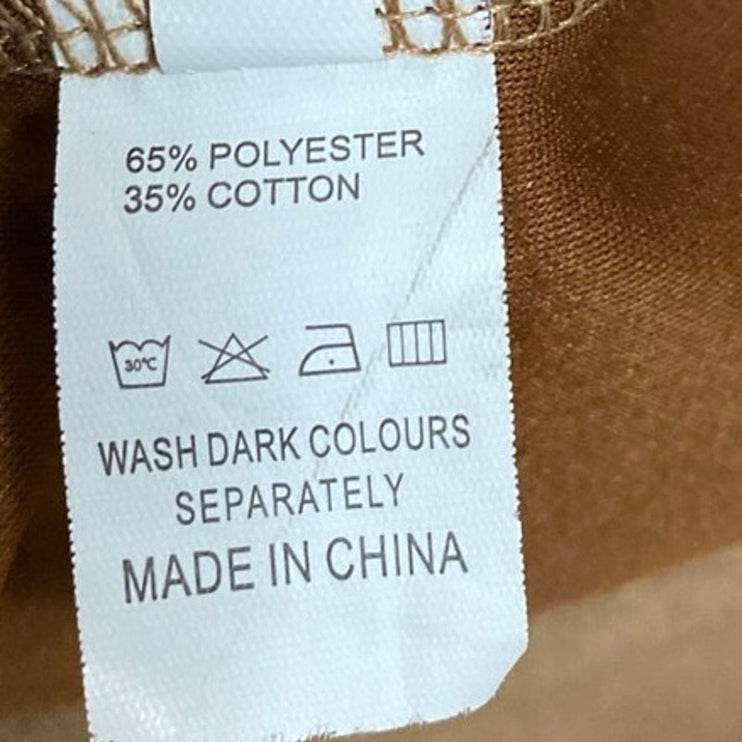 65% POLYESTER
35% COTTON
30°C
WASH DARK COLOURS
SEPARATELY
MADE IN CHINA